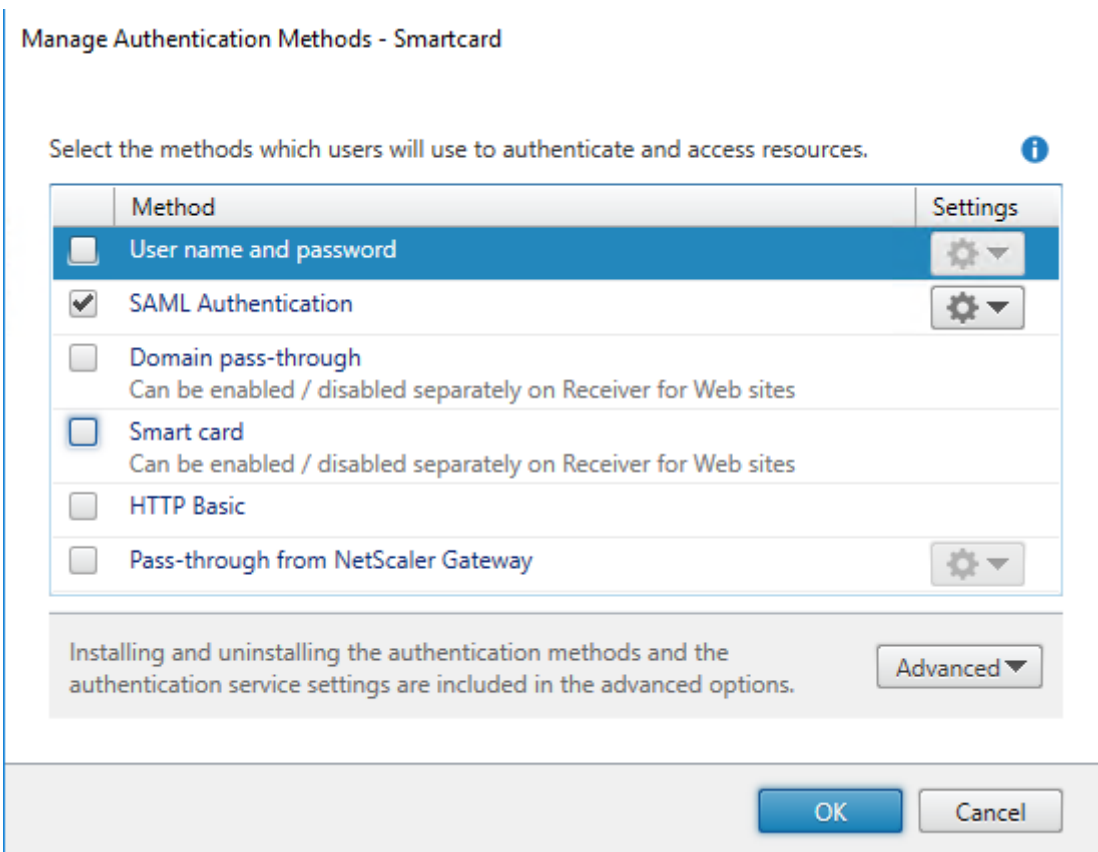 Manage Authentication Methods - Smartcard
Select the methods which users will use to authenticate and access resources.
Method Settings
User name and password
SAML Authentication
Domain pass-through
Can be enabled / disabled separately on Receiver for Web sites
Smart card
Can be enabled / disabled separately on Receiver for Web sites
HTTP Basic
Pass-through from NetScaler Gateway
Installing and uninstalling the authentication methods and the
authentication service settings are included in the advanced options.
Advanced
OK Cancel